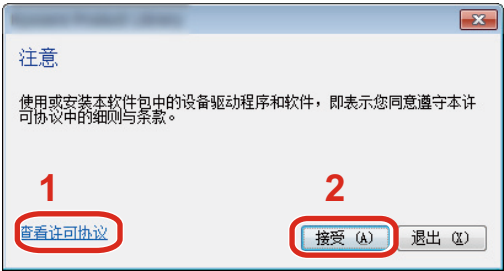 注意
使用或安装本软件包中的设备驱动程序和软件，即表示您同意遵守本许
可协议中的细则与条款。
1
2
查看许可协议
接受 (A)
退出 (X)